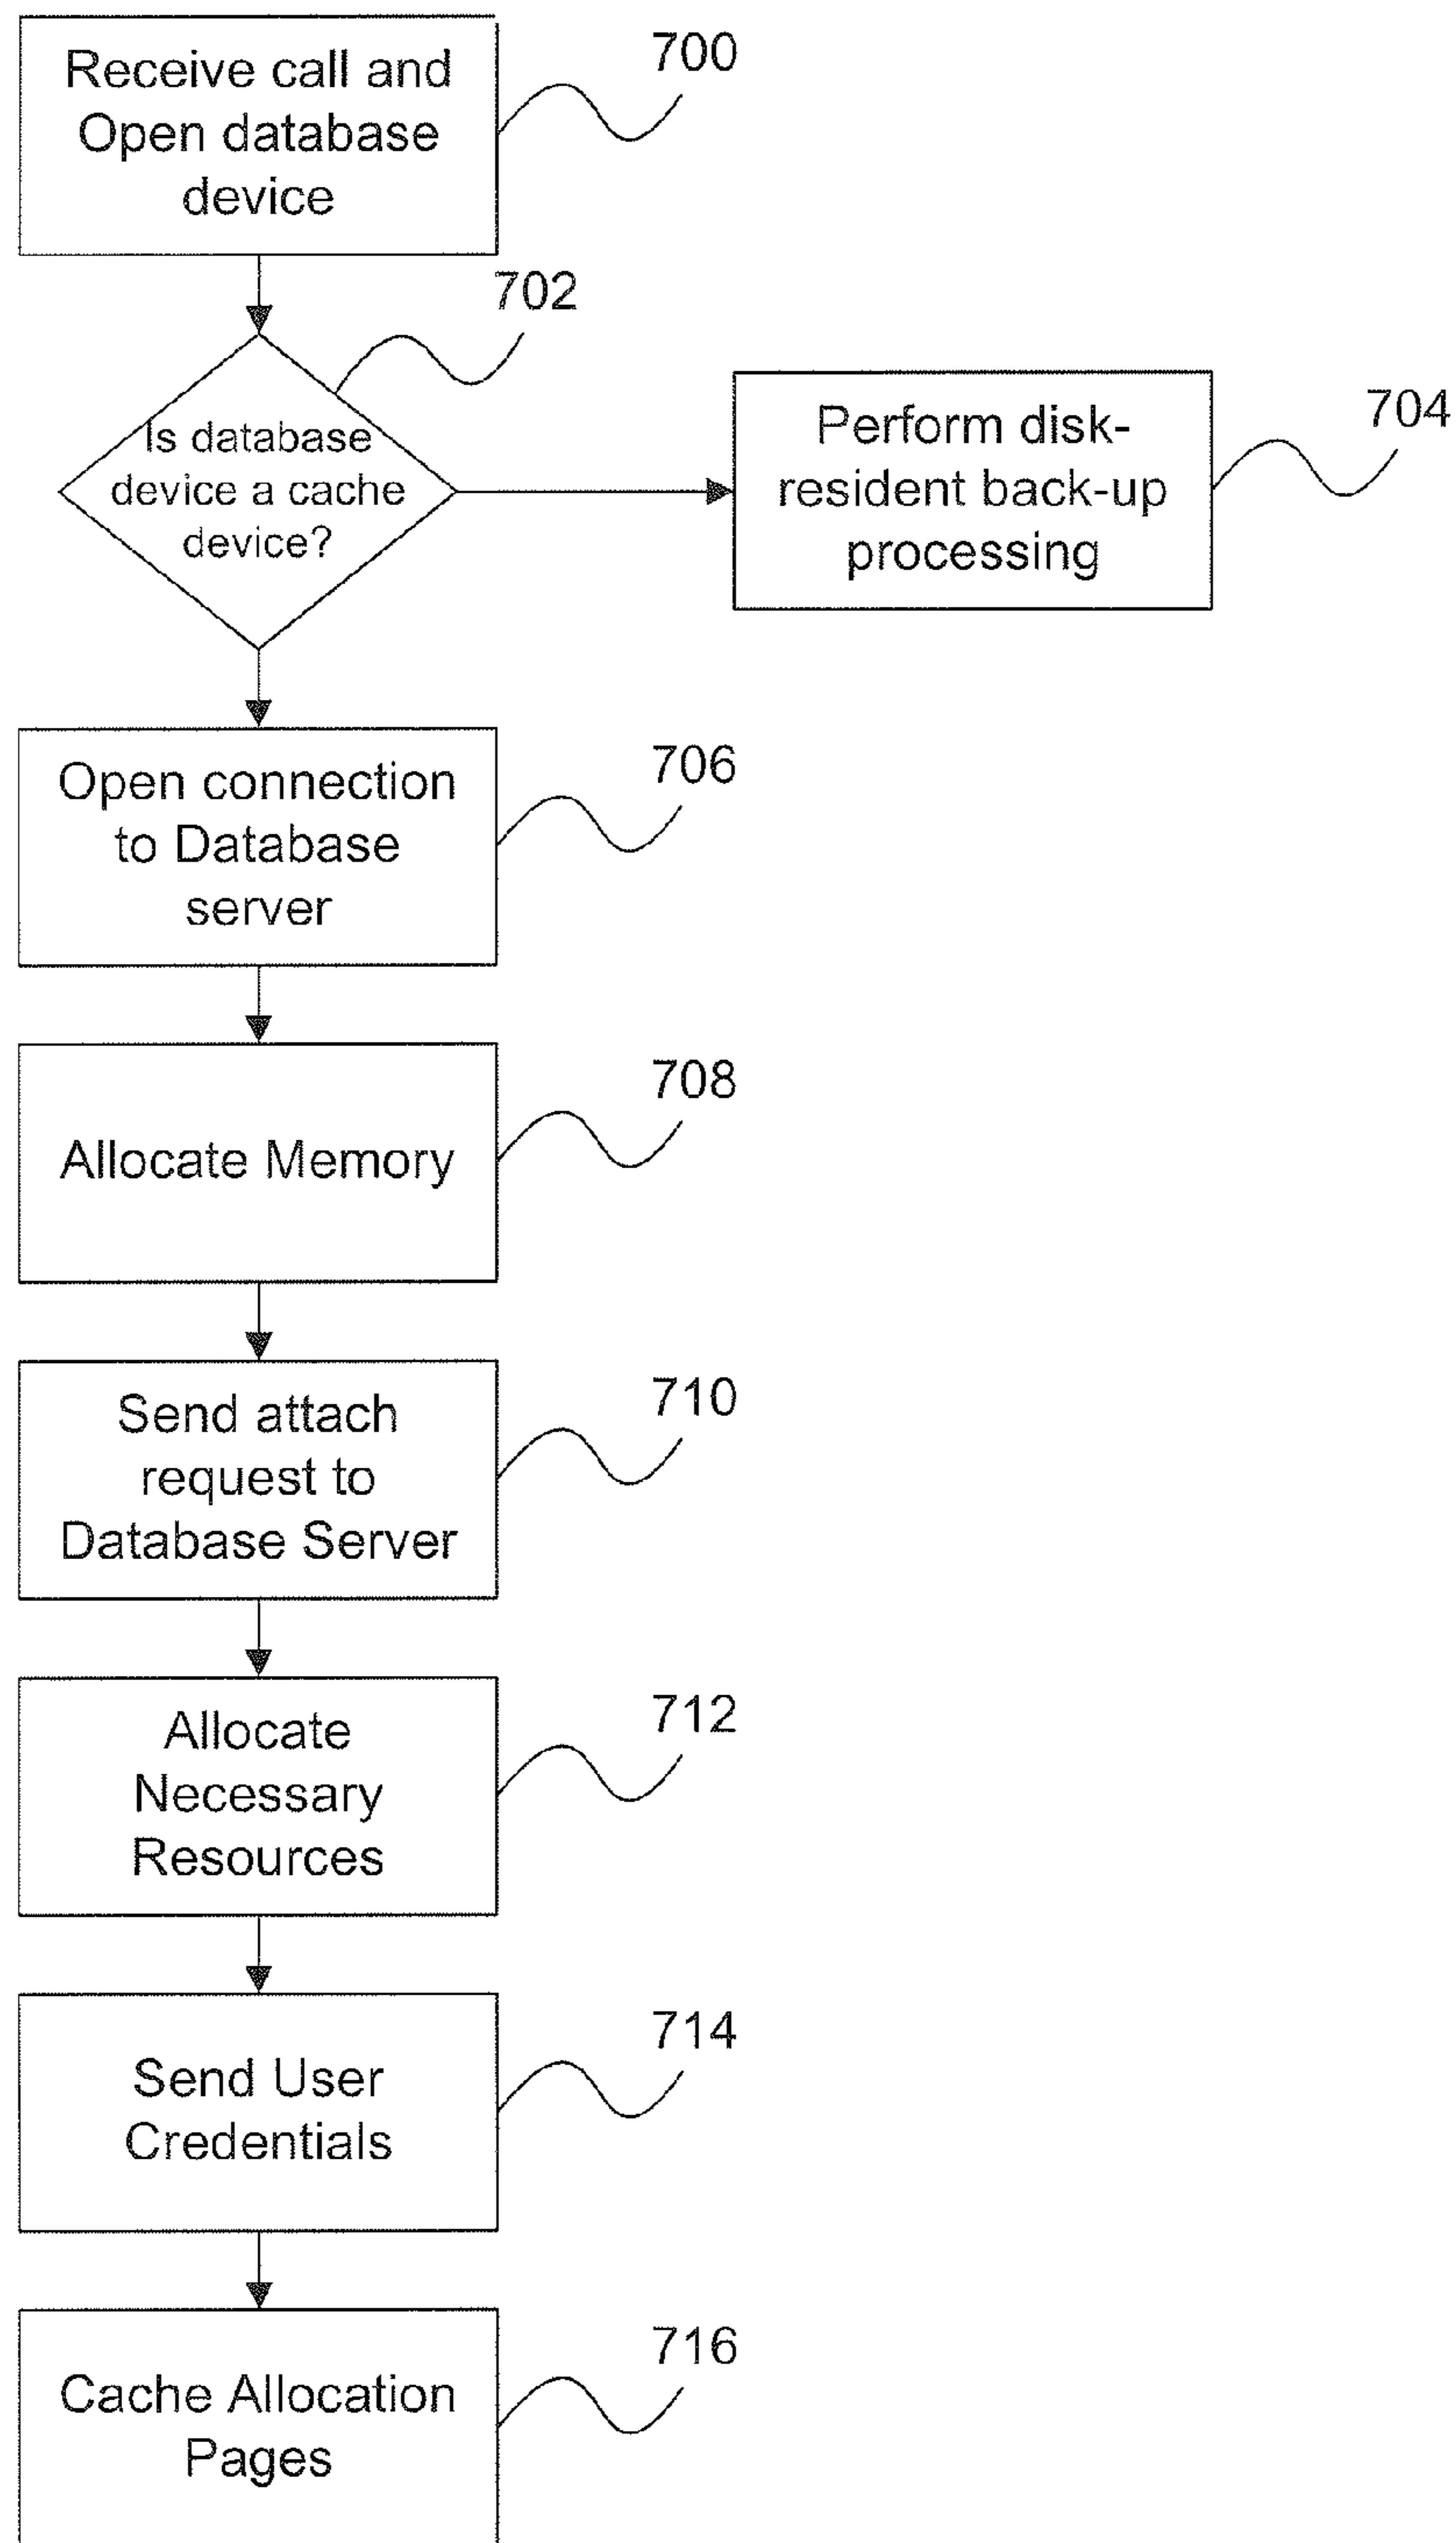 Receive call and
Open database
device
700
702
Is database
device a cache
device?
Perform disk-
resident back-up
processing
704
Open connection
to Database
server
706
Allocate Memory
708
Send attach
request to
Database Server
710
Allocate
Necessary
Resources
712
Send User
Credentials
714
Cache Allocation
Pages
716